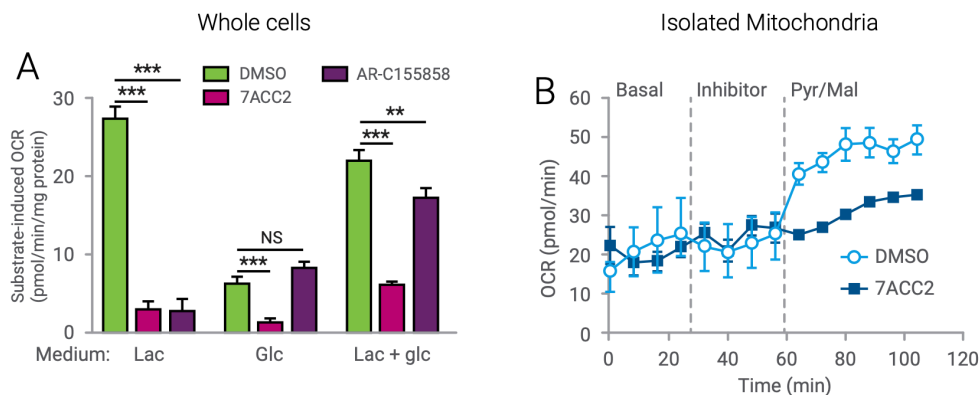 Whole cells
Isolated Mitochondria
A
DMSO
7ACC2
AR-C155858
***
***
**
***
NS
***
30
20
10
0
Substrate-induced OCR
(pmol/min/mg protein)
Medium: Lac Glc Lac + glc
B
Basal Inhibitor Pyr/Mal
60
50
40
30
20
10
0
OCR (pmol/min)
DMSO
7ACC2
0 20 40 60 80 100 120
Time (min)